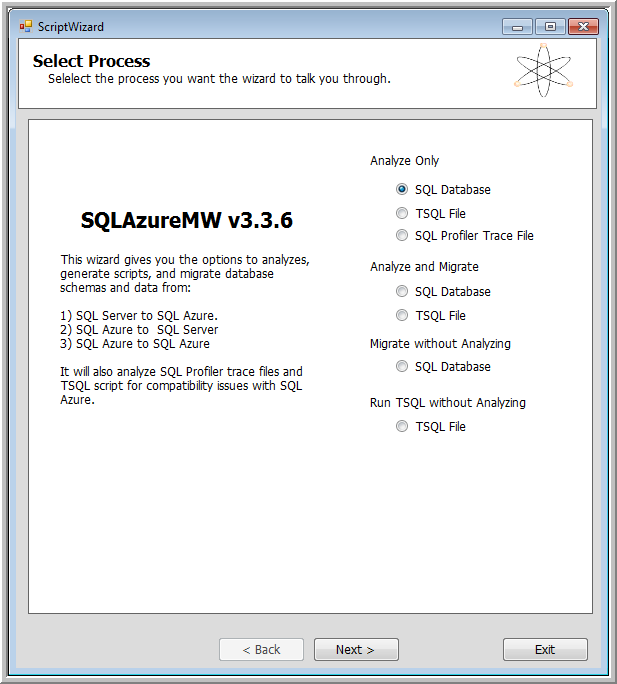 ScriptWizard
Select Process
Selelect the process you want the wizard to talk you through.
SQLAzureMW v3.3.6
This wizard gives you the options to analyzes,
generate scripts, and migrate database
schemas and data from:
1) SQL Server to SQL Azure.
2) SQL Azure to  SQL Server
3) SQL Azure to SQL Azure
It will also analyze SQL Profiler trace files and
TSQL script for compatibility issues with SQL
Azure.
Analyze Only
SQL Database
TSQL File
SQL Profiler Trace File
Analyze and Migrate
SQL Database
TSQL File
Migrate without Analyzing
SQL Database
Run TSQL without Analyzing
TSQL File
< Back
Next >
Exit